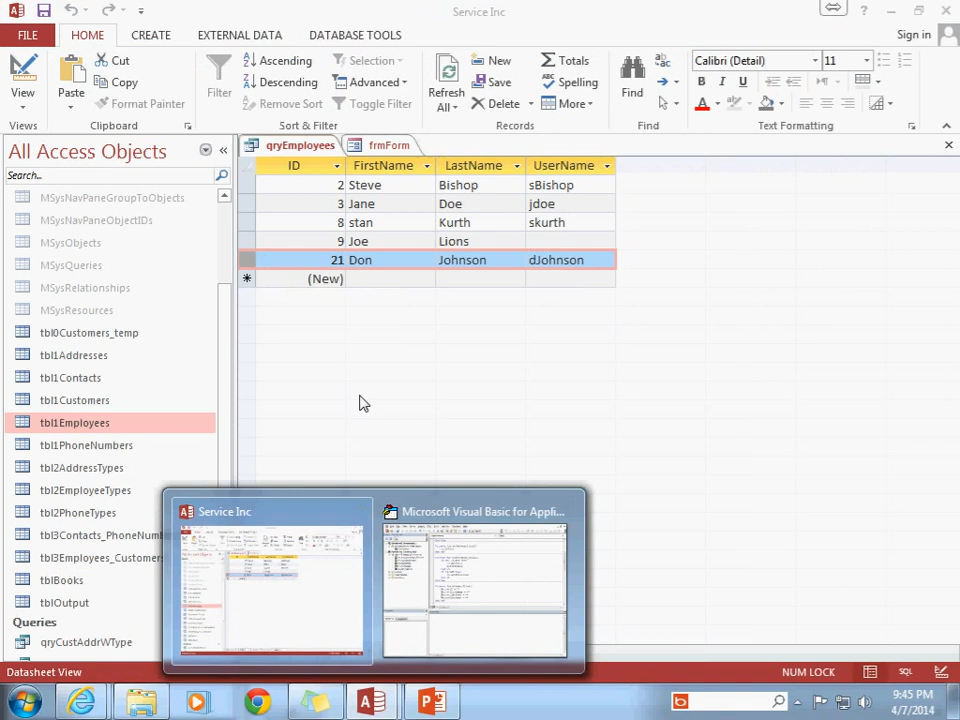 Service Inc
?
FILE HOME CREATE EXTERNAL DATA DATABASE TOOLS Sign in
View
Views
Paste
Cut
Copy
Format Painter
Clipboard
Filter
Ascending
Descending
Remove Sort
Selection
Advanced
Toggle Filter
Sort & Filter
Refresh
All
New
Save
Delete
Totals
Spelling
More
Records
Find
Find
Calibri (Detail) 11
B I U
A
Text Formatting
All Access Objects
Search...
MSysNavPaneGroupToObjects
MSysNavPaneObjectIDs
MSysObjects
MSysQueries
MSysRelationships
MSysResources
tbl0Customers_temp
tbl1Addresses
tbl1Contacts
tbl1Customers
tbl1Employees
tbl1PhoneNumbers
tbl2AddressTypes
tbl2EmployeeTypes
tbl2PhoneTypes
tbl3Contacts_PhoneNum
tbl3Employees_Customers
tblBooks
tblOutput
Queries
qryCustAddrWType
qryEmployees frmForm
ID FirstName LastName UserName
2 Steve Bishop sBishop
3 Jane Doe jdoe
8 stan Kurth skurth
9 Joe Lions
21 Don Johnson dJohnson
(New)
Service Inc
Microsoft Visual Basic for Appli...
Datasheet View NUM LOCK SQL
9:45 PM
4/7/2014